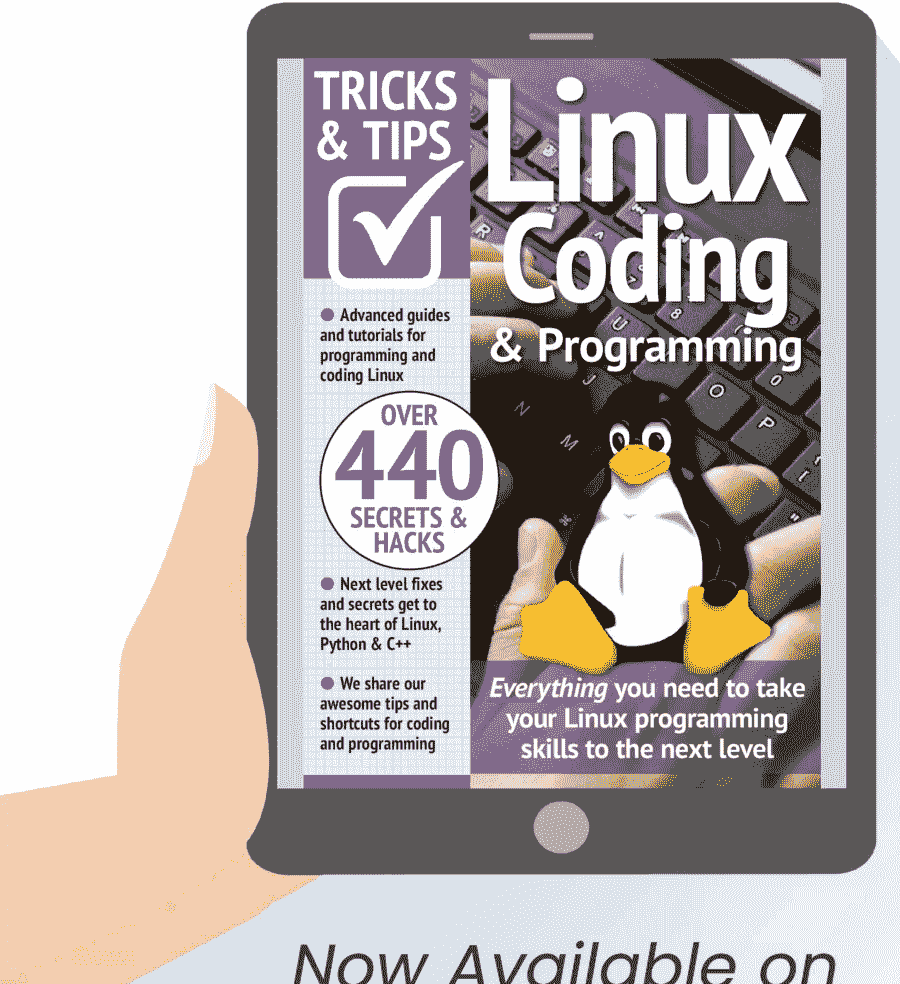 TRICKS
& TIPS
Linux
Coding
& Programming
● Advanced guides
and tutorials for
programming and
coding Linux
OVER
440
SECRETS &
HACKS
● Next level fixes
and secrets get to
the heart of Linux,
Python & C++
● We share our
awesome tips and
shortcuts for coding
and programming
Everything you need to take
your Linux programming
skills to the next level
Now Available on